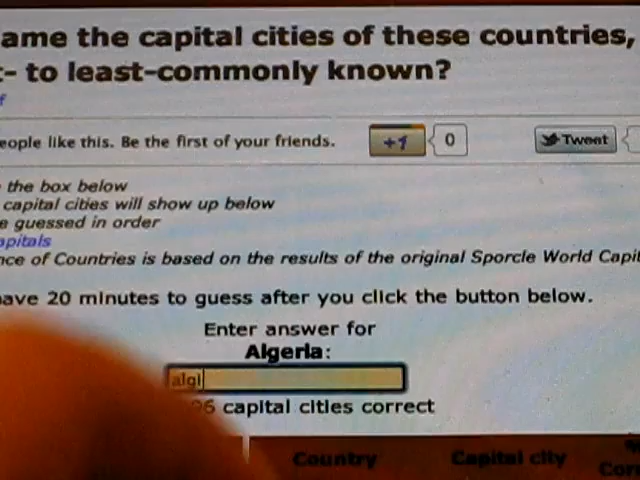 ame the capital cities of these countries,
t- to least-commonly known?
f
eople like this. Be the first of your friends.
+1
0
Tweet
the box below
capital cities will show up below
e guessed in order
apitals
nce of Countries is based on the results of the original Sporcle World Capit
ave 20 minutes to guess after you click the button below.
Enter answer for
Algeria:
algi
96 capital cities correct
Country
Capital city
%
Corr